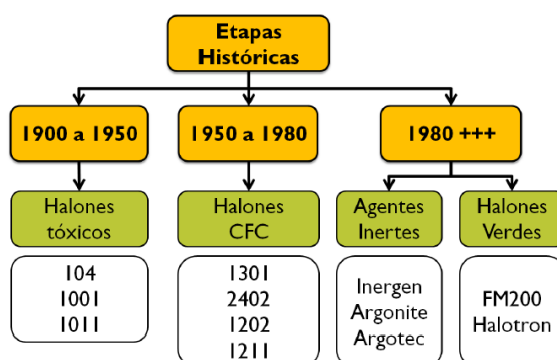 Etapas
Históricas
1900 a 1950
1950 a 1980
1980 +++
Halones
tóxicos
Halones
CFC
Agentes
Inertes
Halones
Verdes
104
1001
1011
1301
2402
1202
1211
Inergen
Argonite
Argotec
FM200
Halotron